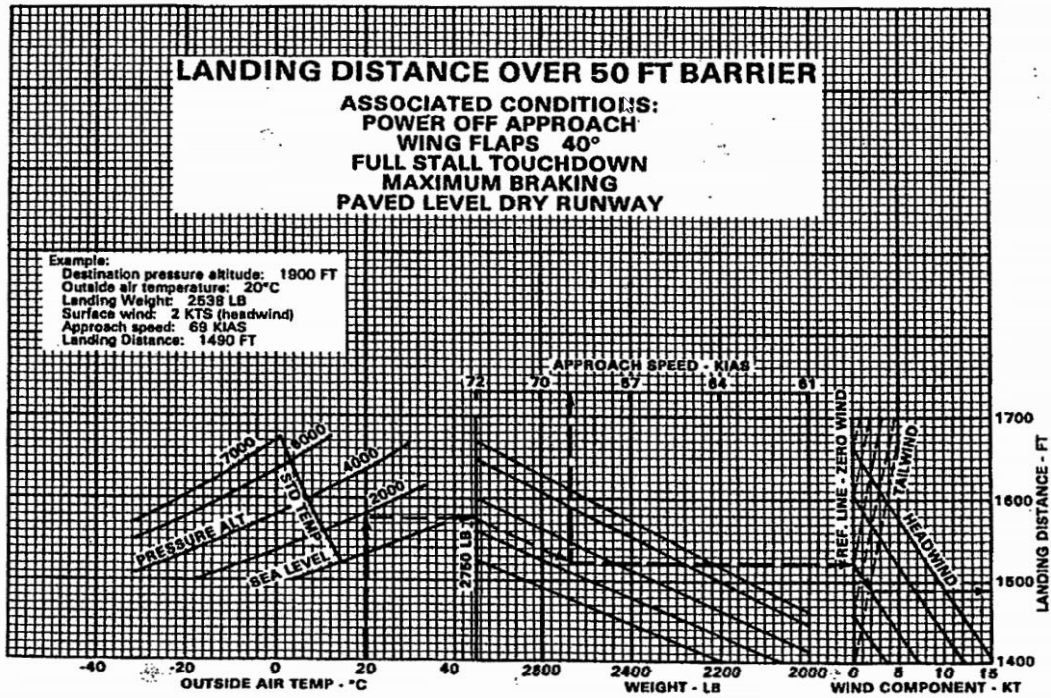 LANDING DISTANCE OVER 50 FT BARRIER
ASSOCIATED CONDITIONS:
POWER OFF APPROACH
WING FLAPS 40°
FULL STALL TOUCHDOWN
MAXIMUM BRAKING
PAVED LEVEL DRY RUNWAY
Example:
Destination pressure altitude: 1900 FT
Outside air temperature: 20°C
Landing Weight: 2538 LB
Surface wind: 2 KTS (headwind)
Approach speed: 69 KIAS
Landing Distance: 1490 FT
APPROACH SPEED - KIAS
72 70 67 64 61
7000
6000
4000
2000
SEA LEVEL
PRESSURE ALT
STD TEMP
2750 LB
REF. LINE - ZERO WIND
TAILWIND
HEADWIND
1700
1600
1500
1400
LANDING DISTANCE - FT
-40 -20 0 20 40 2600 2400 2200 2000 0 5 10 15
OUTSIDE AIR TEMP - °C
WEIGHT - LB
WIND COMPONENT - KT